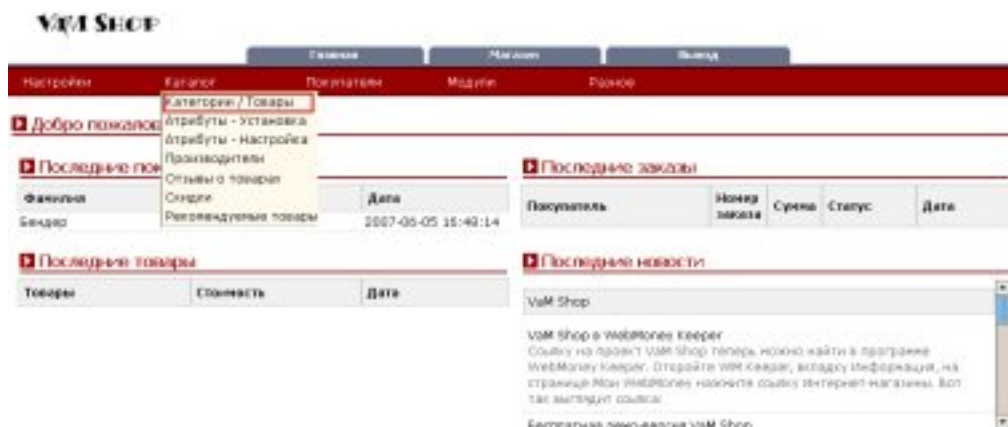 VaM Shop
Главная Магазин Выход
Настройки Каталог Покупатели Модули Разное
Категории / Товары
Атрибуты - Установка
Атрибуты - Настройка
Производители
Отзывы о товарах
Скидки
Рекомендуемые товары
Добро пожалов
Последние пок
Фамилия Дата
Бендер 2007-06-05 16:48:14
Последние заказы
Покупатель Номер заказа Сумма Статус Дата
Последние товары
Товары Стоимость Дата
Последние новости
VaM Shop
VaM Shop в WebMoney Keeper
Ссылку на проект VaM Shop теперь можно найти в программе
WebMoney Keeper. Откройте WM Keeper, вкладку Информация, на
странице Мои WebMoney нажмите ссылку Интернет-магазины. Вот
так выглядит ссылка:
Бесплатная демо-версия VaM Shop